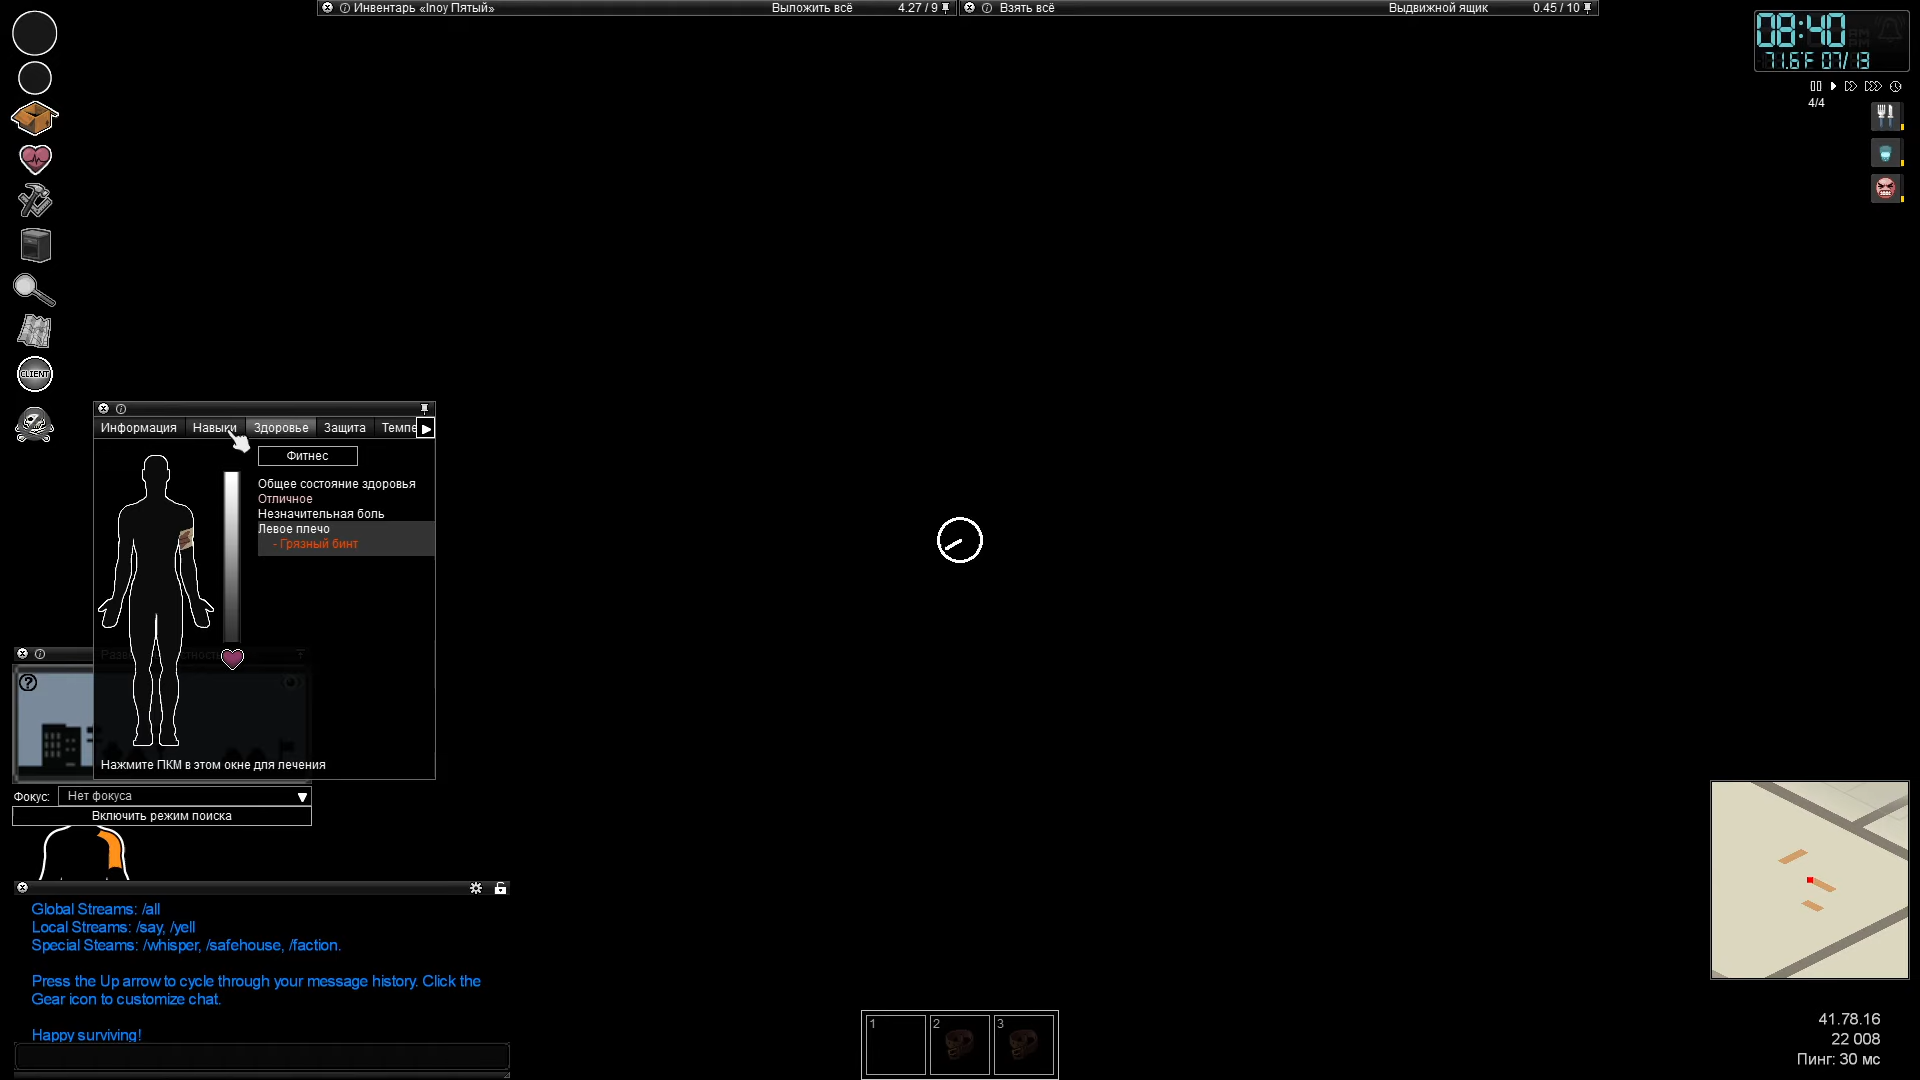 Инвентарь «Inoy Пятый» Выложить всё 4.27 / 9
Взять всё Выдвижной ящик 0.45 / 10
08:40
71.6°F 07/13
4/4
CLIENT
Информация Навыки Здоровье Защита Темпе
Фитнес
Общее состояние здоровья
Отличное
Незначительная боль
Левое плечо
- Грязный бинт
Нажмите ПКМ в этом окне для лечения
Фокус: Нет фокуса
Включить режим поиска
Global Streams: /all
Local Streams: /say, /yell
Special Steams: /whisper, /safehouse, /faction.
Press the Up arrow to cycle through your message history. Click the
Gear icon to customize chat.
Happy surviving!
1 2 3
41.78.16
22 008
Пинг: 30 мс